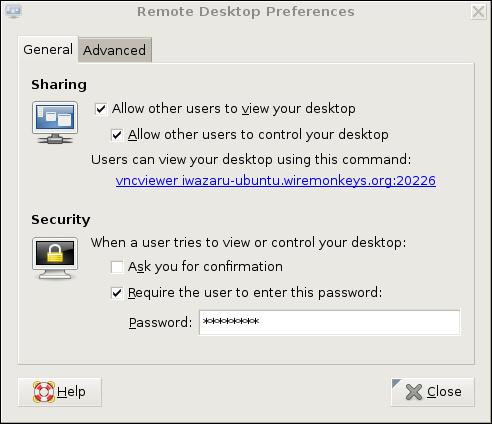 Remote Desktop Preferences
General Advanced
Sharing
Allow other users to view your desktop
Allow other users to control your desktop
Users can view your desktop using this command:
vncviewer iwazaru-ubuntu.wiremonkeys.org:20226
Security
When a user tries to view or control your desktop:
Ask you for confirmation
Require the user to enter this password:
Password: ********
Help Close